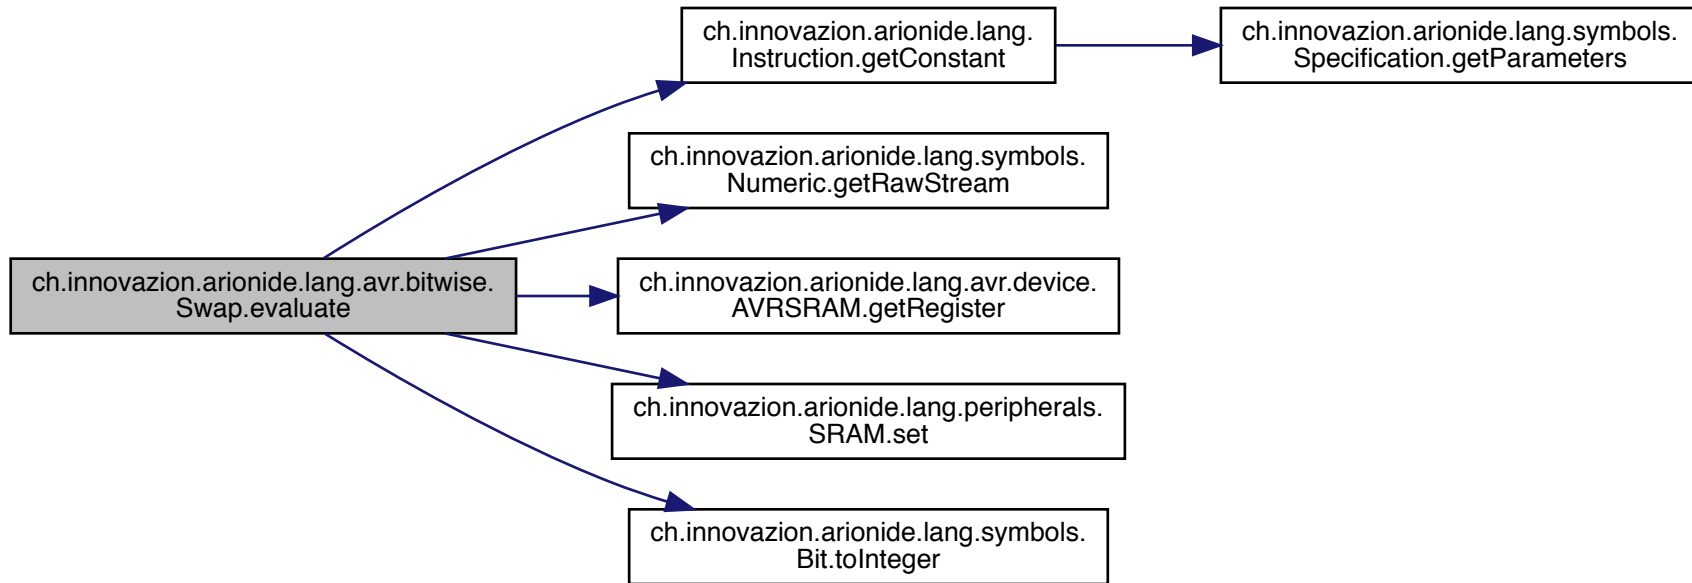 ch.innovazion.arionide.lang.
Instruction.getConstant
ch.innovazion.arionide.lang.symbols.
Specification.getParameters
ch.innovazion.arionide.lang.symbols.
Numeric.getRawStream
ch.innovazion.arionide.lang.avr.bitwise.
Swap.evaluate
ch.innovazion.arionide.lang.avr.device.
AVRSRAM.getRegister
ch.innovazion.arionide.lang.peripherals.
SRAM.set
ch.innovazion.arionide.lang.symbols.
Bit.toInteger